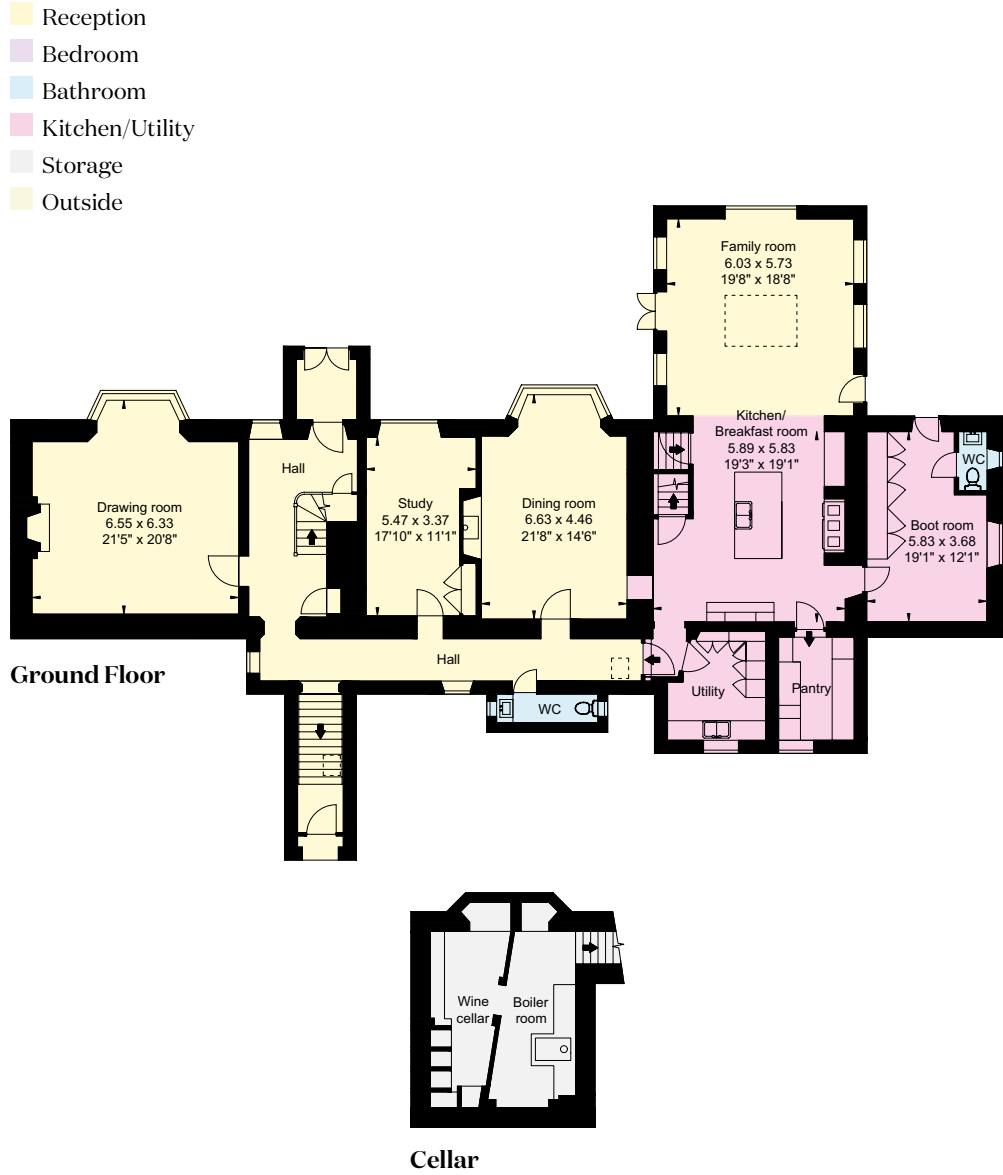 Reception
Bedroom
Bathroom
Kitchen/Utility
Storage
Outside
Family room
6.03 x 5.73
19'8" x 18'8"
Kitchen/
Breakfast room
5.89 x 5.83
19'3" x 19'1"
WC
Hall
Drawing room
6.55 x 6.33
21'5" x 20'8"
Study
5.47 x 3.37
17'10" x 11'1"
Dining room
6.63 x 4.46
21'8" x 14'6"
Boot room
5.83 x 3.68
19'1" x 12'1"
Hall
Ground Floor
Utility
Pantry
WC
Wine
cellar
Boiler
room
Cellar